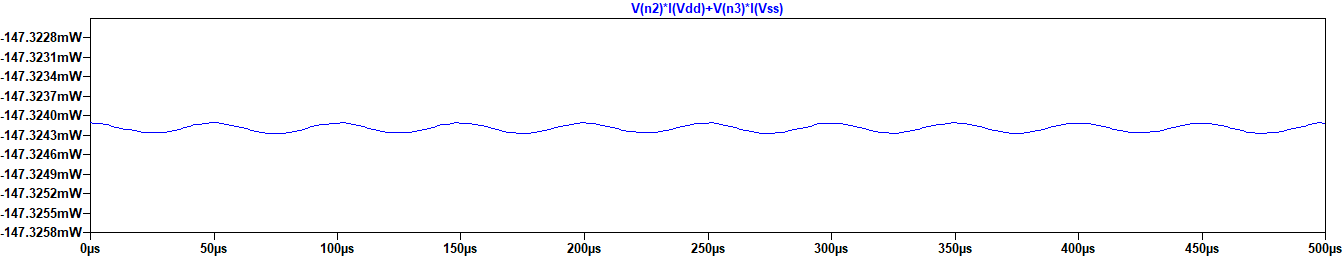 V(n2)*I(Vdd)+V(n3)*I(Vss)
-147.3228mW
-147.3231mW
-147.3234mW
-147.3237mW
-147.3240mW
-147.3243mW
-147.3246mW
-147.3249mW
-147.3252mW
-147.3255mW
-147.3258mW
0µs 50µs 100µs 150µs 200µs 250µs 300µs 350µs 400µs 450µs 500µs